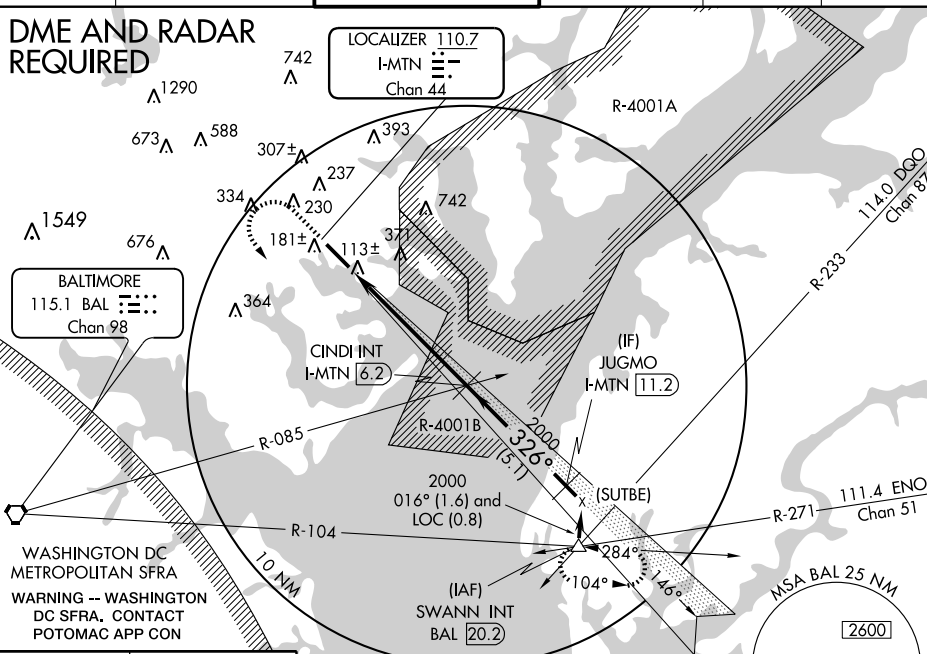 DME AND RADAR
REQUIRED
LOCALIZER 110.7
I-MTN
Chan 44
742
1290
673
588
307±
393
237
334
230
742
1549
676
181±
113±
371
364
R-4001A
114.0 DQO
Chan 87
R-233
BALTIMORE
115.1 BAL
Chan 98
CINDI INT
I-MTN 6.2
(IF)
JUGMO
I-MTN 11.2
R-085
R-4001B
2000
326°
(5.1)
2000
016° (1.6) and
LOC (0.8)
(SUTBE)
111.4 ENO
Chan 51
R-271
R-104
284°
104°
146°
WASHINGTON DC
METROPOLITAN SFRA
WARNING -- WASHINGTON
DC SFRA. CONTACT
POTOMAC APP CON
10 NM
(IAF)
SWANN INT
BAL 20.2
MSA BAL 25 NM
2600